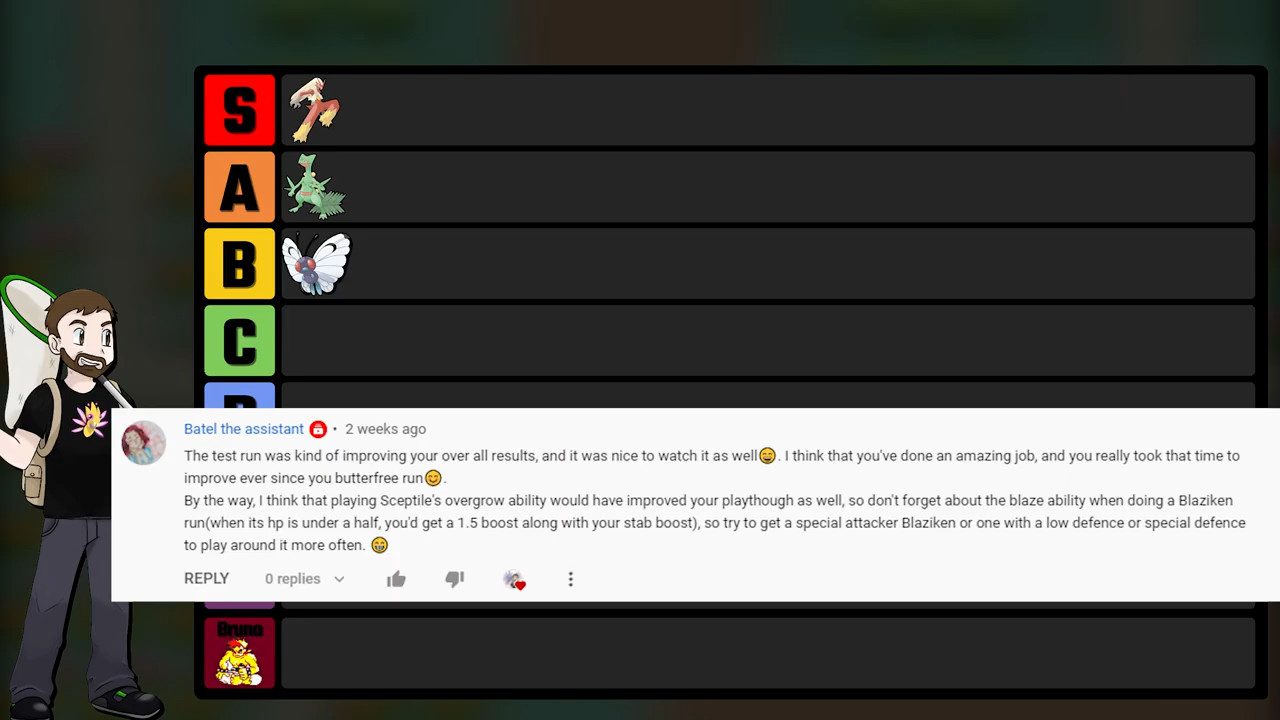 S
A
B
C
Batel the assistant • 2 weeks ago
The test run was kind of improving your over all results, and it was nice to watch it as well😄. I think that you've done an amazing job, and you really took that time to
improve ever since you butterfree run😊.
By the way, I think that playing Sceptile's overgrow ability would have improved your playthough as well, so don't forget about the blaze ability when doing a Blaziken
run(when its hp is under a half, you'd get a 1.5 boost along with your stab boost), so try to get a special attacker Blaziken or one with a low defence or special defence
to play around it more often. 😁
REPLY 0 replies
Bruno